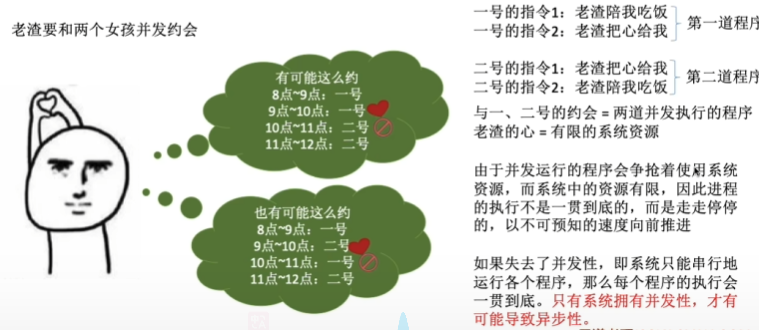 老渣要和两个女孩并发约会
有可能这么约
8点~9点：一号
9点~10点：一号
10点~11点：二号
11点~12点：二号
也有可能这么约
8点~9点：一号
9点~10点：二号
10点~11点：一号
11点~12点：二号
一号的指令1：老渣陪我吃饭
一号的指令2：老渣把心给我
第一道程序
二号的指令1：老渣把心给我
二号的指令2：老渣陪我吃饭
第二道程序
与一、二号的约会 = 两道并发执行的程序
老渣的心 = 有限的系统资源
由于并发运行的程序会争抢着使用系统
资源，而系统中的资源有限，因此进程
的执行不是一贯到底的，而是走走停停
的，以不可预知的速度向前推进
如果失去了并发性，即系统只能串行地
运行各个程序，那么每个程序的执行会
一贯到底。只有系统拥有并发性，才有
可能导致异步性。